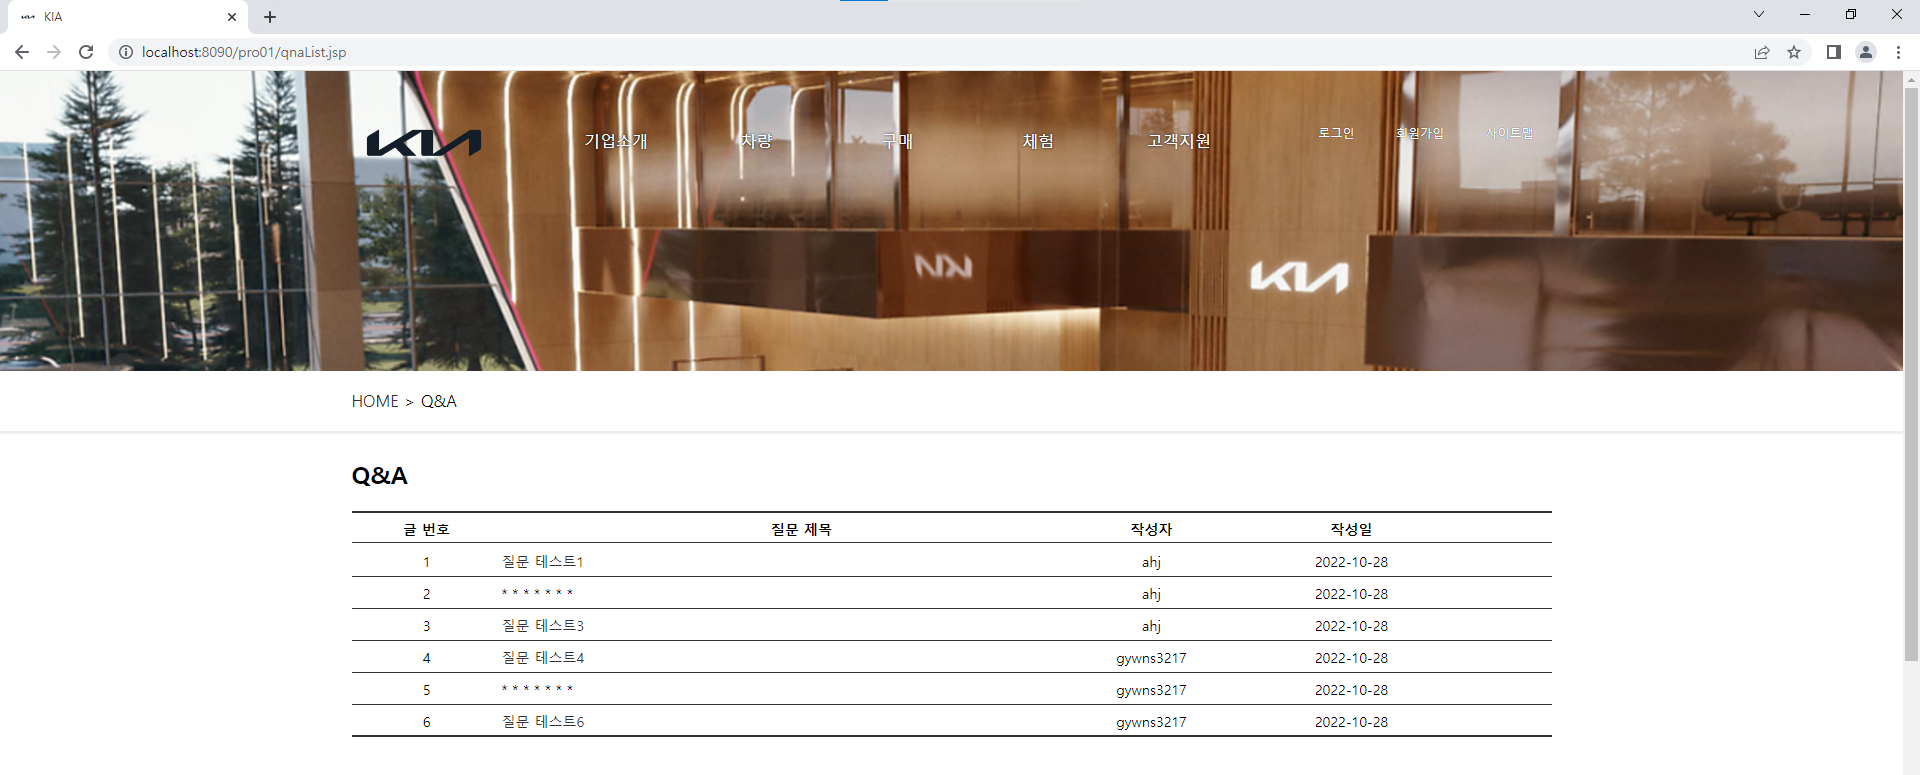 KIA
localhost:8090/pro01/qnaList.jsp
KIA 기업소개 차량 구매 체험 고객지원 로그인 회원가입 사이트맵
KIA
HOME > Q&A
Q&A
글 번호 질문 제목 작성자 작성일
1 질문 테스트1 ahj 2022-10-28
2 * * * * * * * ahj 2022-10-28
3 질문 테스트3 ahj 2022-10-28
4 질문 테스트4 gywns3217 2022-10-28
5 * * * * * * * gywns3217 2022-10-28
6 질문 테스트6 gywns3217 2022-10-28